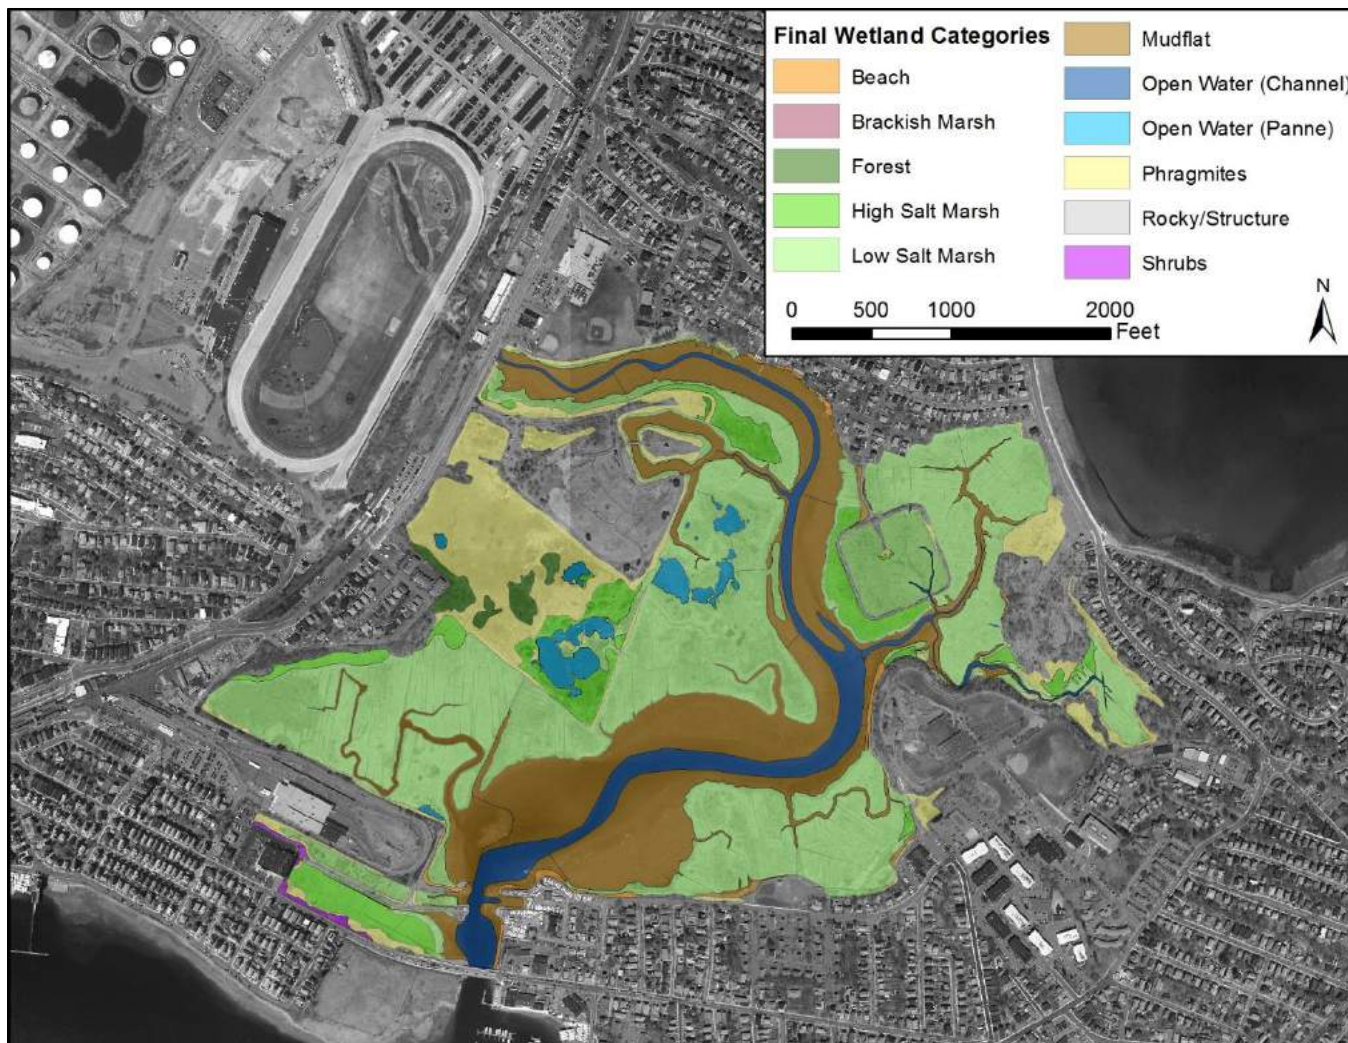 Final Wetland Categories
Beach
Brackish Marsh
Forest
High Salt Marsh
Low Salt Marsh
Mudflat
Open Water (Channel)
Open Water (Panne)
Phragmites
Rocky/Structure
Shrubs
0 500 1000 2000
Feet
N